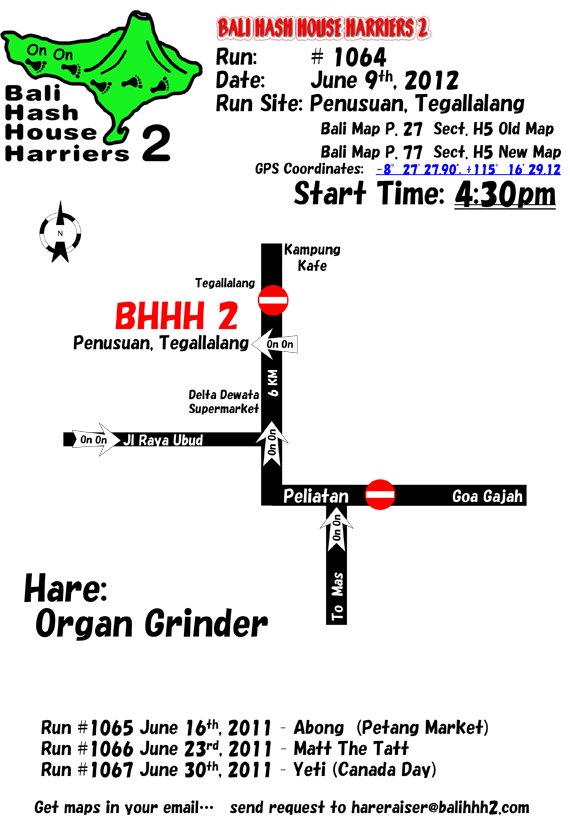 On On
Bali
Hash
House
Harriers 2
BALI HASH HOUSE HARRIERS 2
Run: # 1064
Date: June 9th, 2012
Run Site: Penusuan, Tegallalang
Bali Map P. 27 Sect. H5 Old Map
Bali Map P. 77 Sect. H5 New Map
GPS Coordinates: -8° 27' 27.90', +115° 16' 29.12
Start Time: 4:30pm
N
Kampung
Kafe
Tegallalang
BHHH 2
Penusuan, Tegallalang
On On
6 KM
Delta Dewata
Supermarket
On On
On On
Jl Raya Ubud
Peliatan
Goa Gajah
On On
To Mas
Hare:
Organ Grinder
Run #1065 June 16th, 2011 - Abong (Petang Market)
Run #1066 June 23rd, 2011 - Matt The Tatt
Run #1067 June 30th, 2011 - Yeti (Canada Day)
Get maps in your email... send request to hareraiser@balihhh2.com